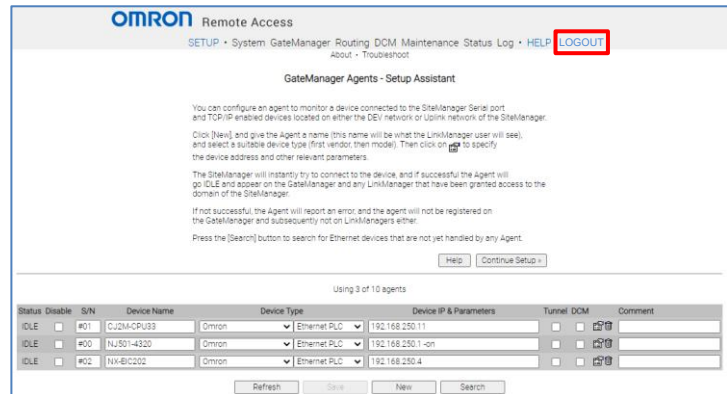 OMRON Remote Access
SETUP • System GateManager Routing DCM Maintenance Status Log • HELP LOGOUT
About • Troubleshoot
GateManager Agents - Setup Assistant
You can configure an agent to monitor a device connected to the SiteManager Serial port
and TCP/IP enabled devices located on either the DEV network or Uplink network of the SiteManager.
Click [New], and give the Agent a name (this name will be what the LinkManager user will see),
and select a suitable device type (first vendor, then model). Then click on to specify
the device address and other relevant parameters.
The SiteManager will instantly try to connect to the device, and if successful the Agent will
go IDLE and appear on the GateManager and any LinkManager that have been granted access to the
domain of the SiteManager.
If not successful, the Agent will report an error, and the agent will not be registered on
the GateManager and subsequently not on LinkManagers either.
Press the [Search] button to search for Ethernet devices that are not yet handled by any Agent.
Help Continue Setup »
Using 3 of 10 agents
Status Disable S/N Device Name Device Type Device IP & Parameters Tunnel DCM Comment
IDLE #01 CJ2M-CPU33 Omron Ethernet PLC 192.168.250.11
IDLE #00 NJ501-4320 Omron Ethernet PLC 192.168.250.1 -on
IDLE #02 NX-EIC202 Omron Ethernet PLC 192.168.250.4
Refresh Save New Search